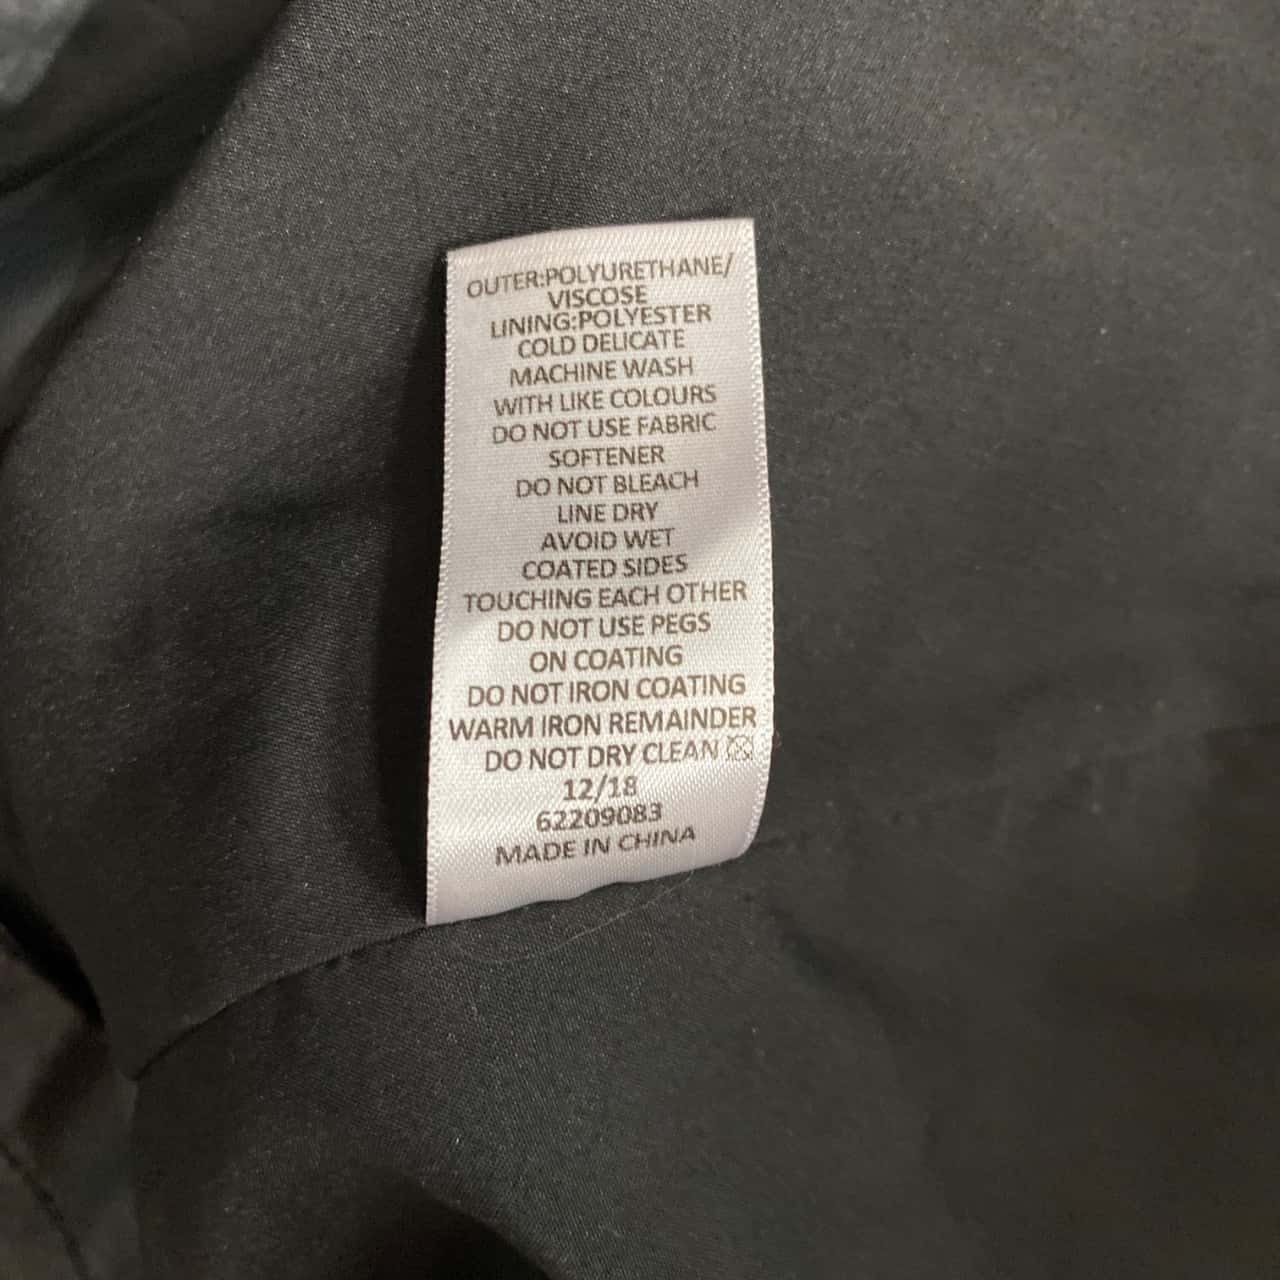 OUTER:POLYURETHANE/
VISCOSE
LINING:POLYESTER
COLD DELICATE
MACHINE WASH
WITH LIKE COLOURS
DO NOT USE FABRIC
SOFTENER
DO NOT BLEACH
LINE DRY
AVOID WET
COATED SIDES
TOUCHING EACH OTHER
DO NOT USE PEGS
ON COATING
DO NOT IRON COATING
WARM IRON REMAINDER
DO NOT DRY CLEAN
12/18
62209083
MADE IN CHINA